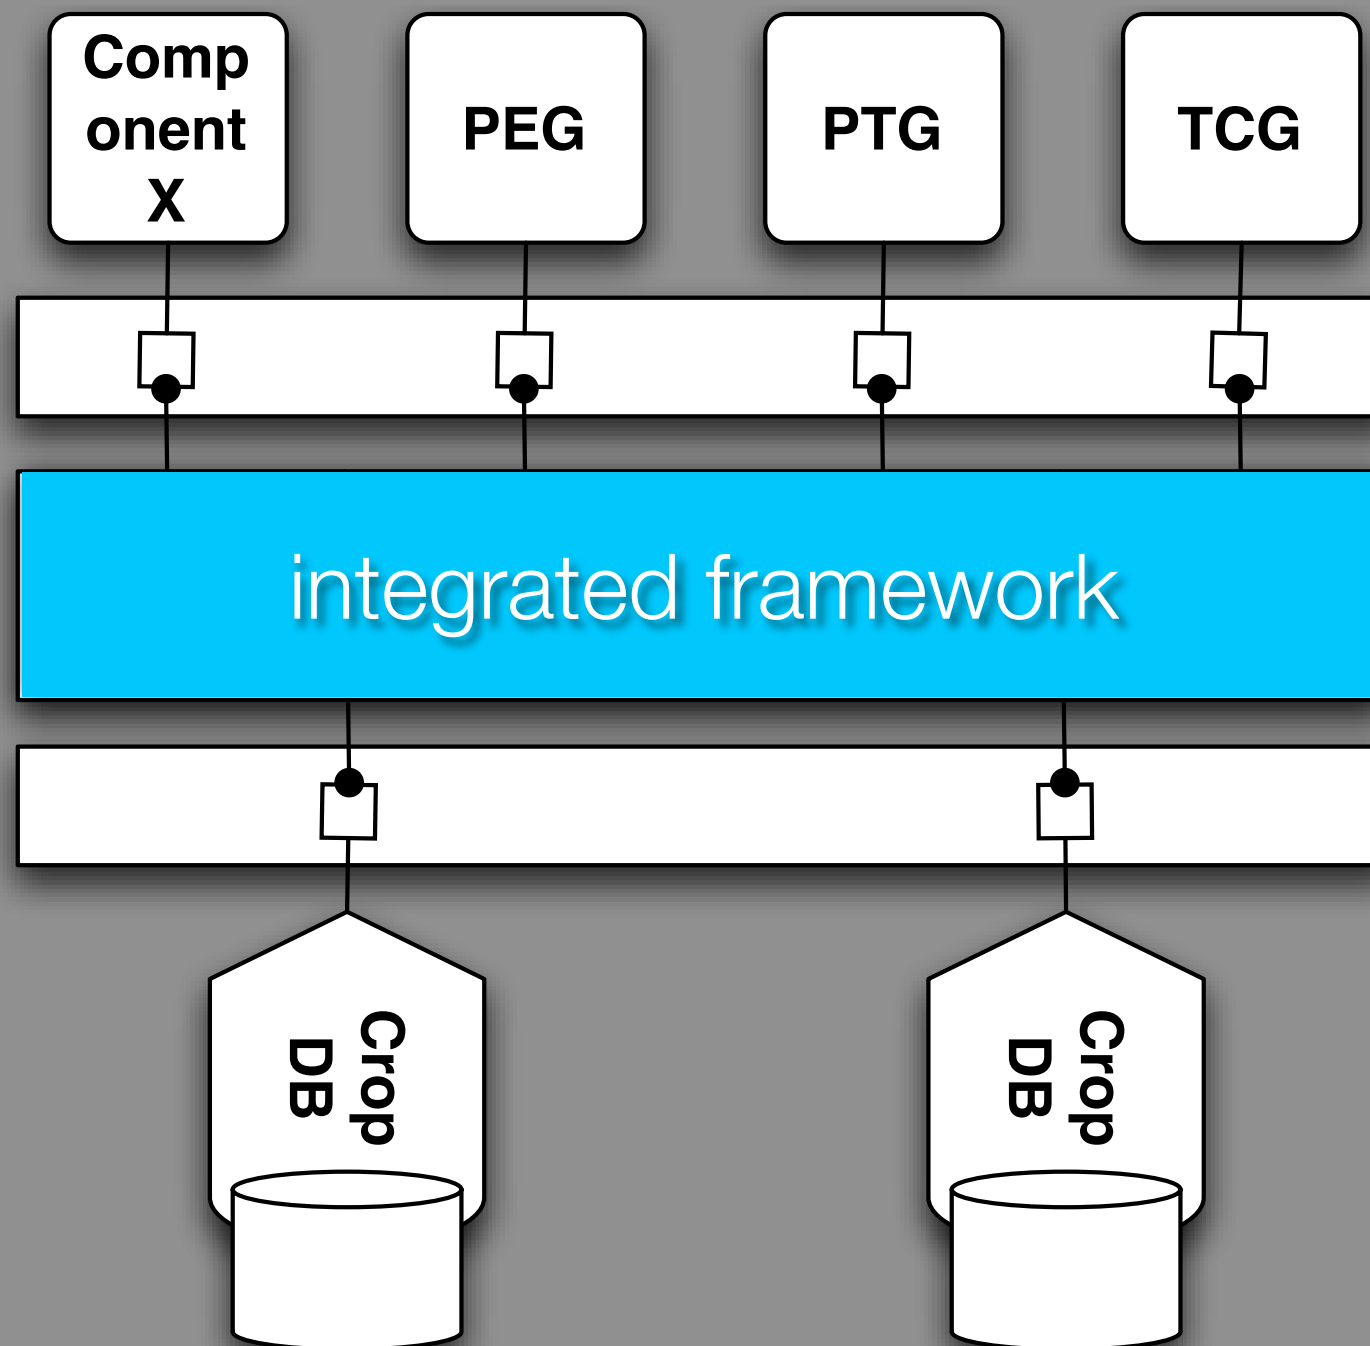 Comp
onent
X
PEG
PTG
TCG
integrated framework
Crop
DB
Crop
DB